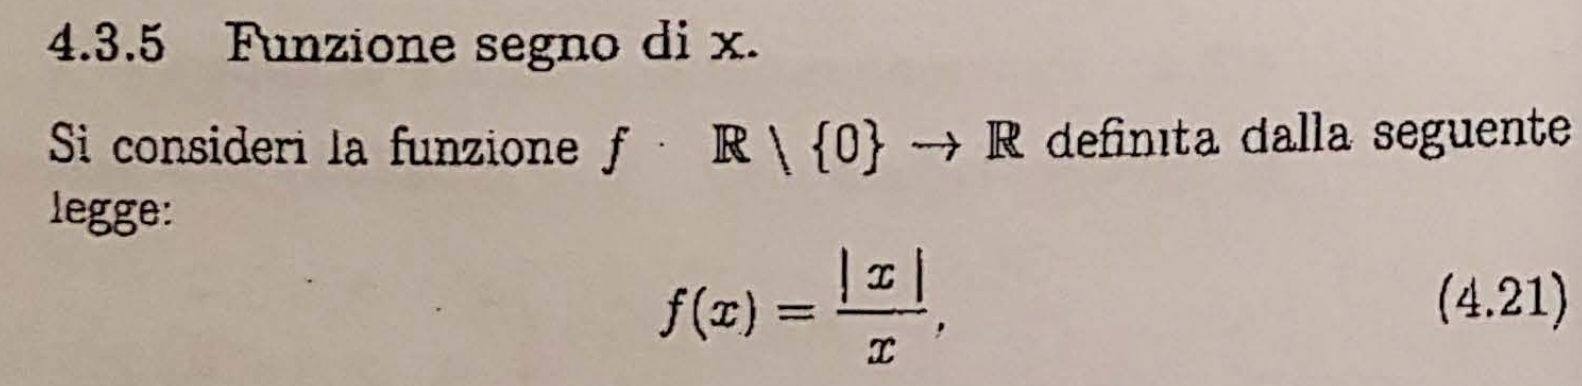 4.3.5 Funzione segno di x.
Si consideri la funzione f : ℝ \ {0} → ℝ definita dalla seguente
legge:
f(x) = | x | / x, (4.21)